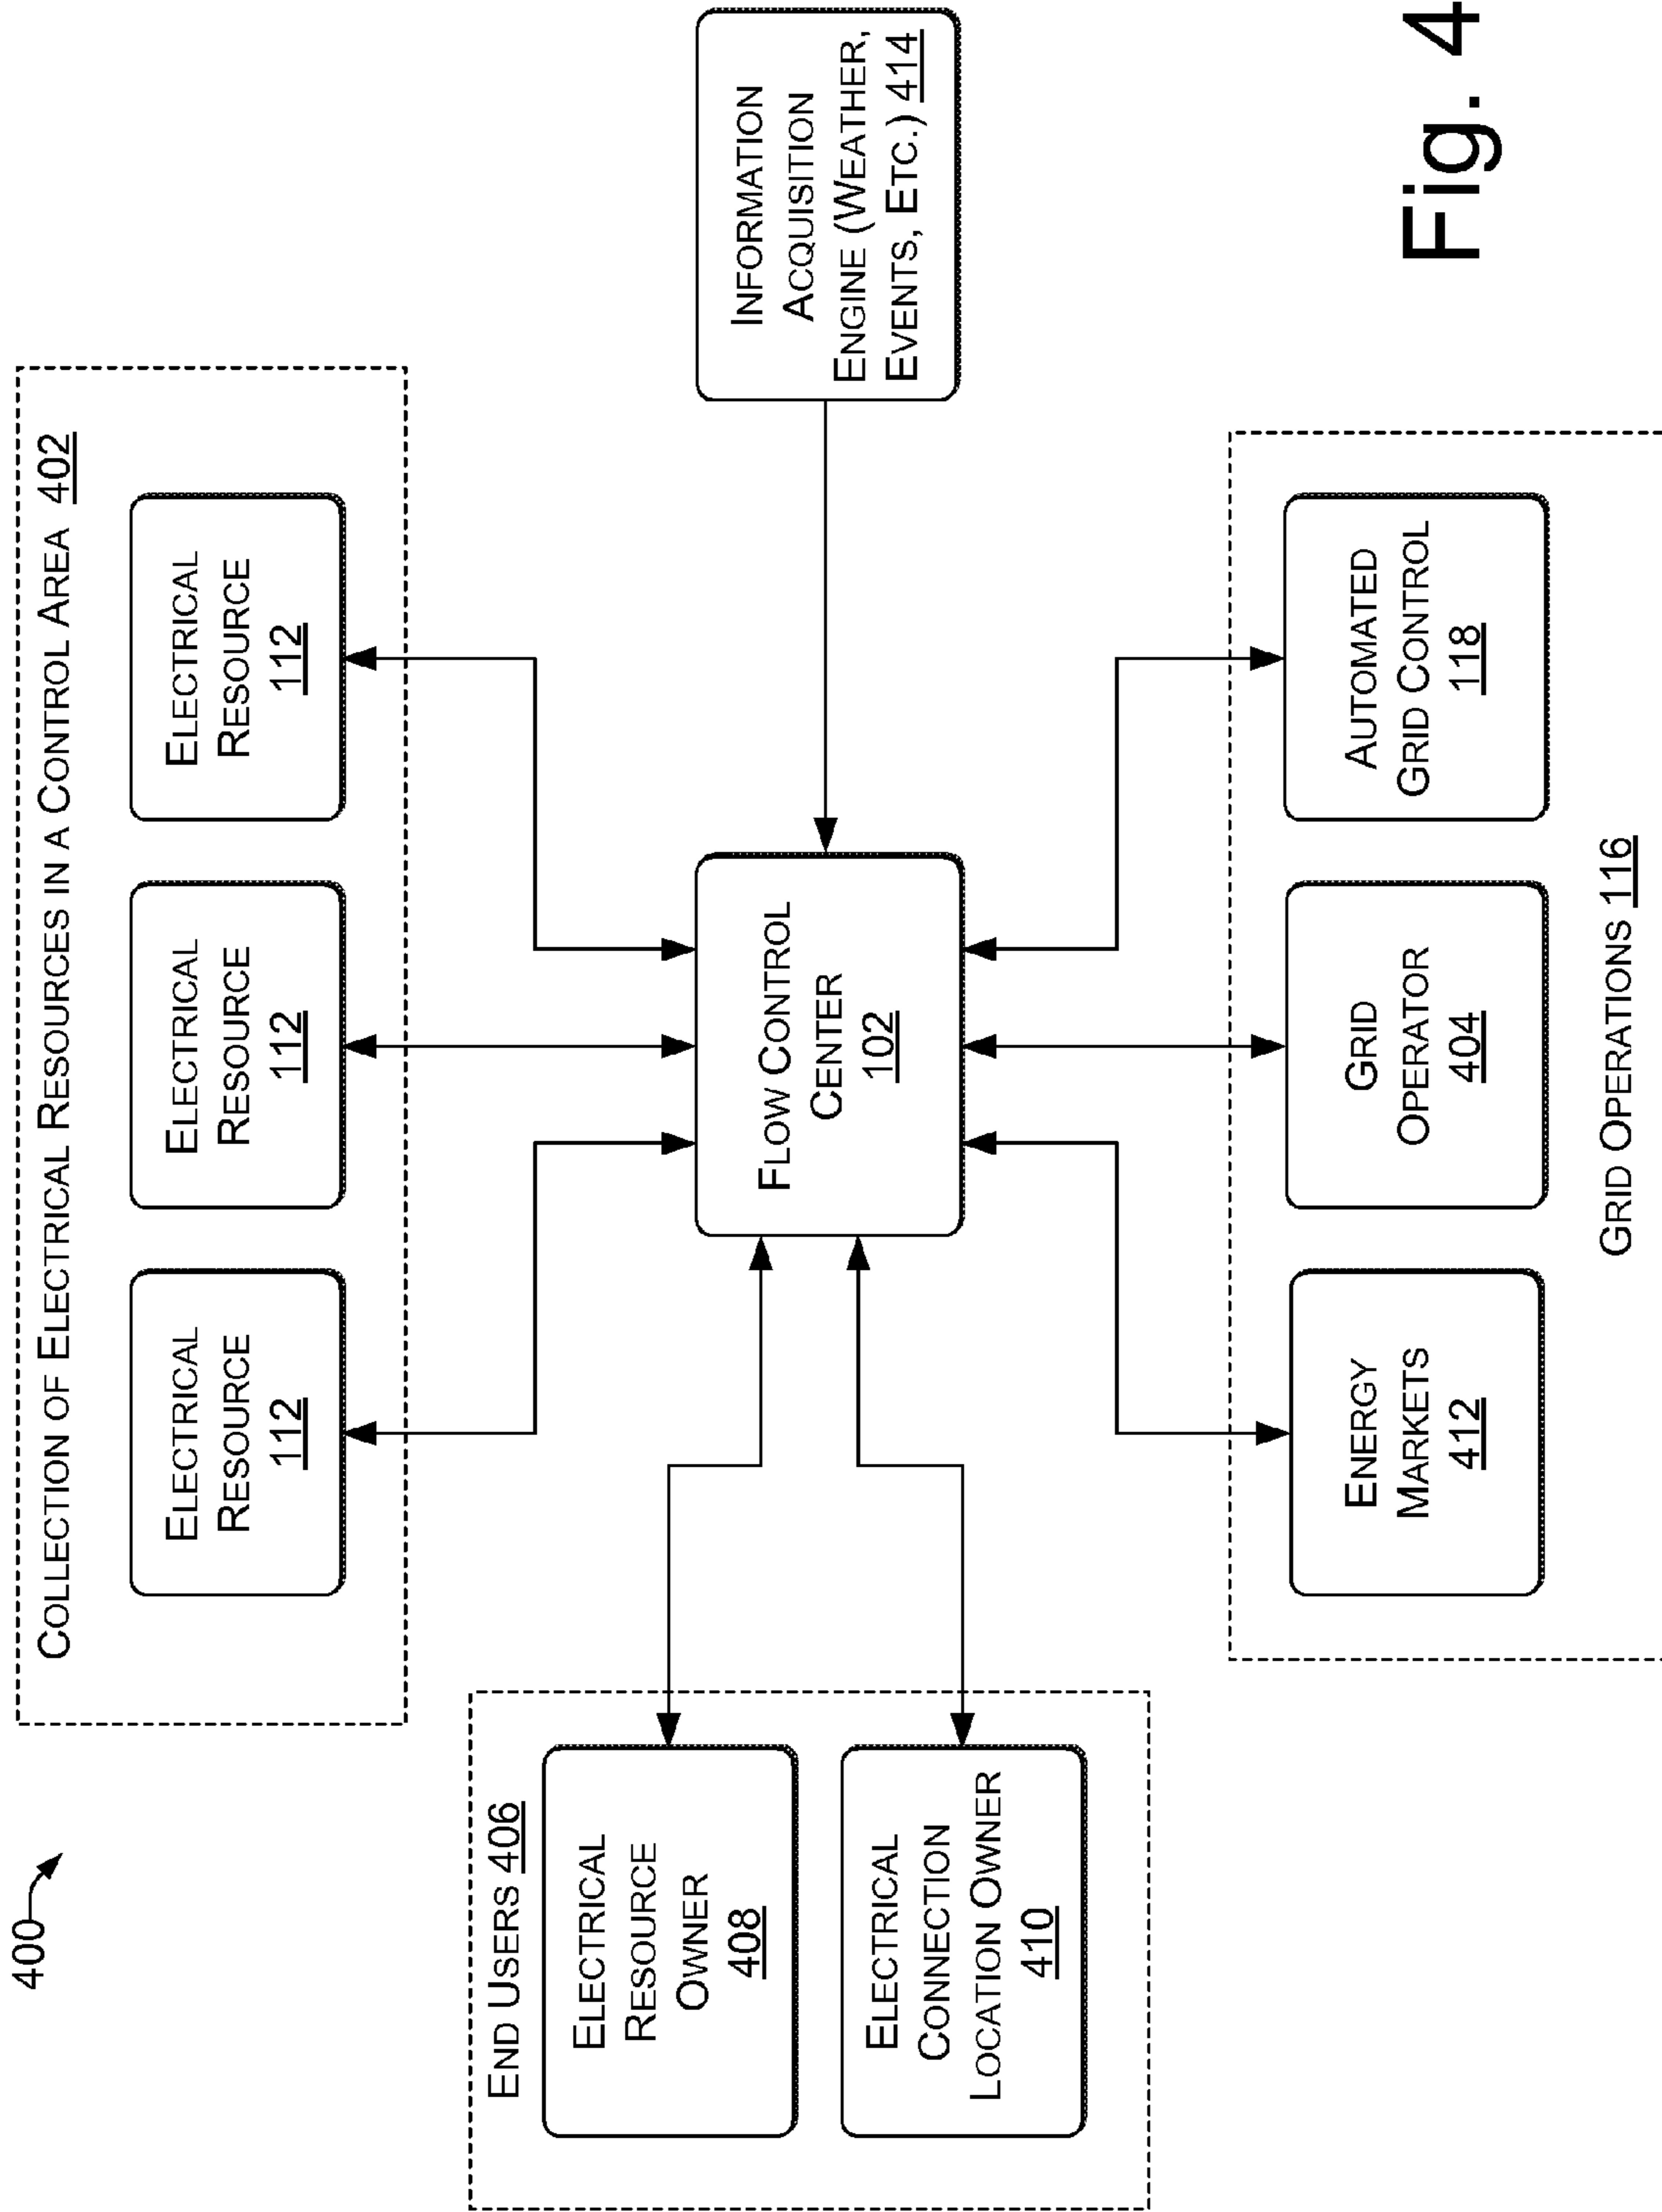 400
COLLECTION OF ELECTRICAL RESOURCES IN A CONTROL AREA 402
ELECTRICAL
RESOURCE
112
ELECTRICAL
RESOURCE
112
ELECTRICAL
RESOURCE
112
END USERS 406
ELECTRICAL
RESOURCE
OWNER
408
ELECTRICAL
CONNECTION
LOCATION OWNER
410
FLOW CONTROL
CENTER
102
INFORMATION
ACQUISITION
ENGINE (WEATHER,
EVENTS, ETC.) 414
ENERGY
MARKETS
412
GRID
OPERATOR
404
AUTOMATED
GRID CONTROL
118
GRID OPERATIONS 116
Fig. 4